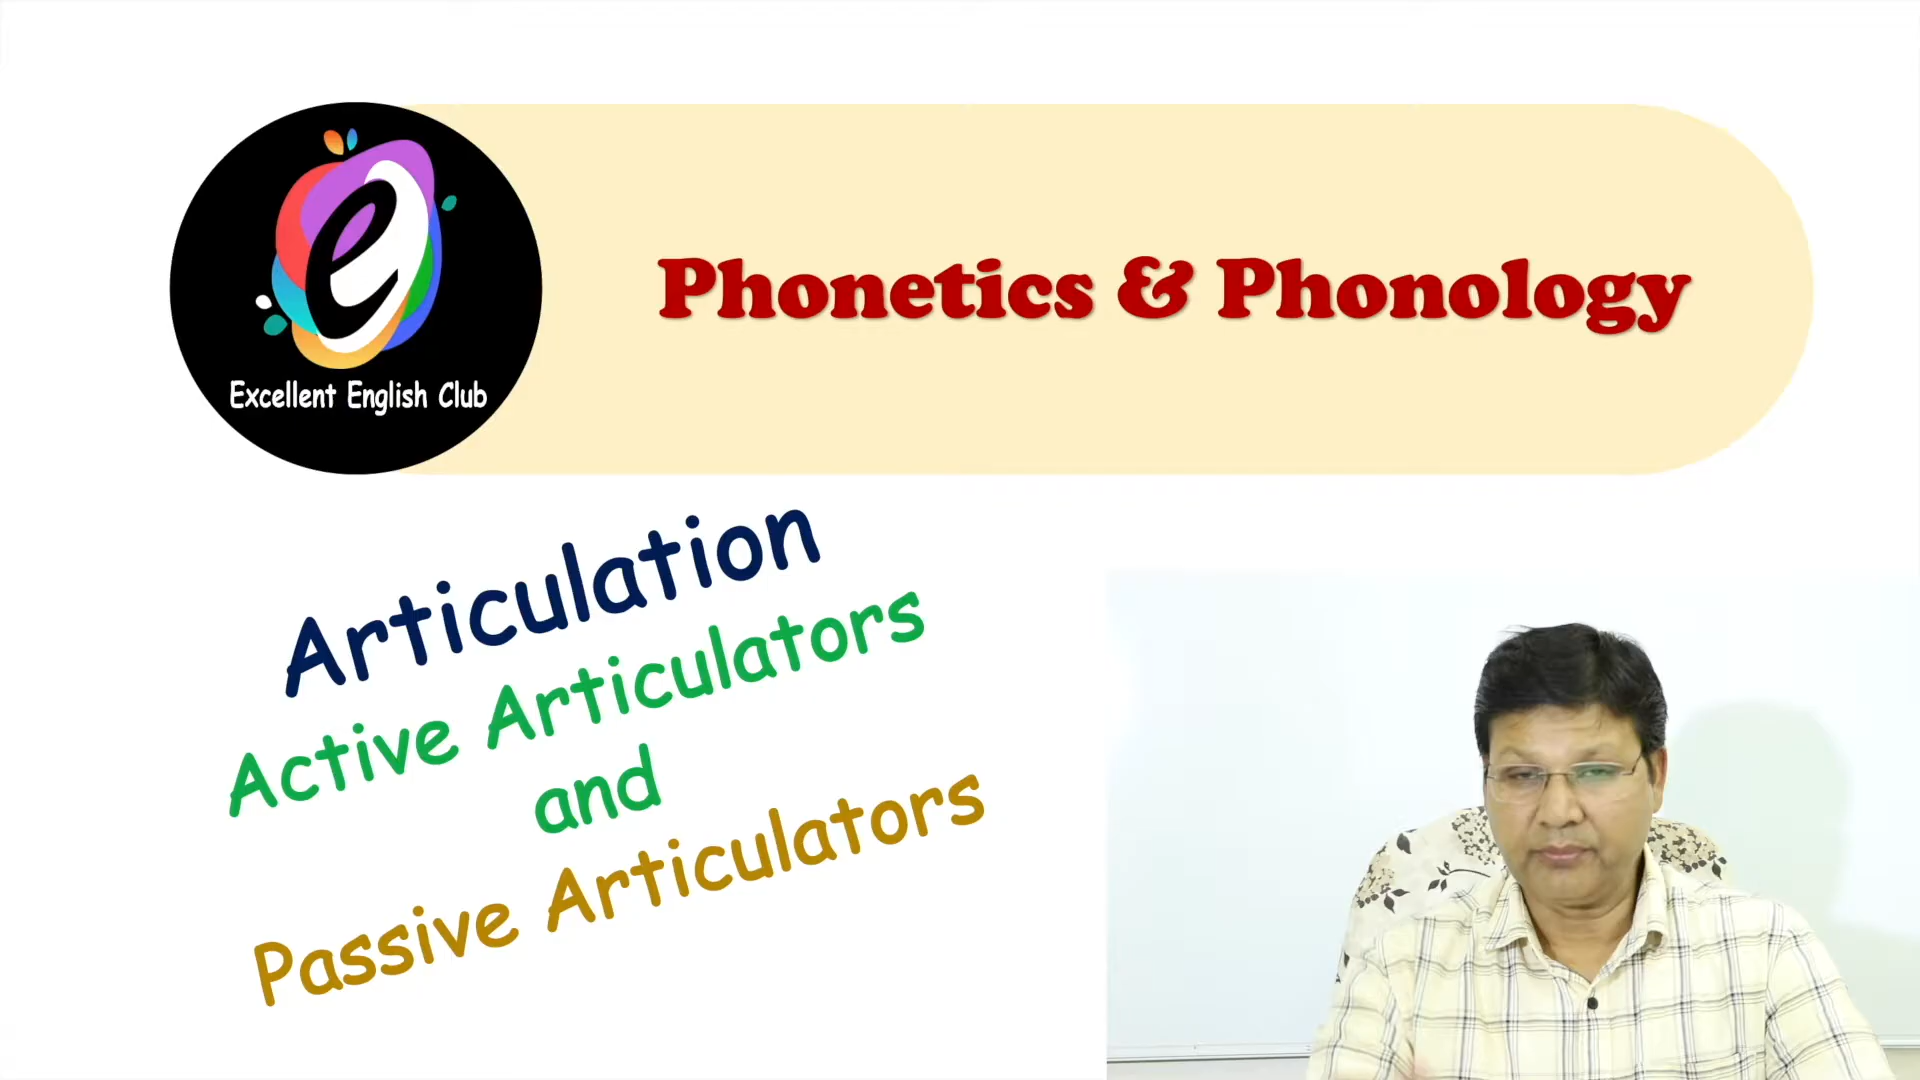 Phonetics & Phonology
Excellent English Club
Articulation
Active Articulators
and
Passive Articulators